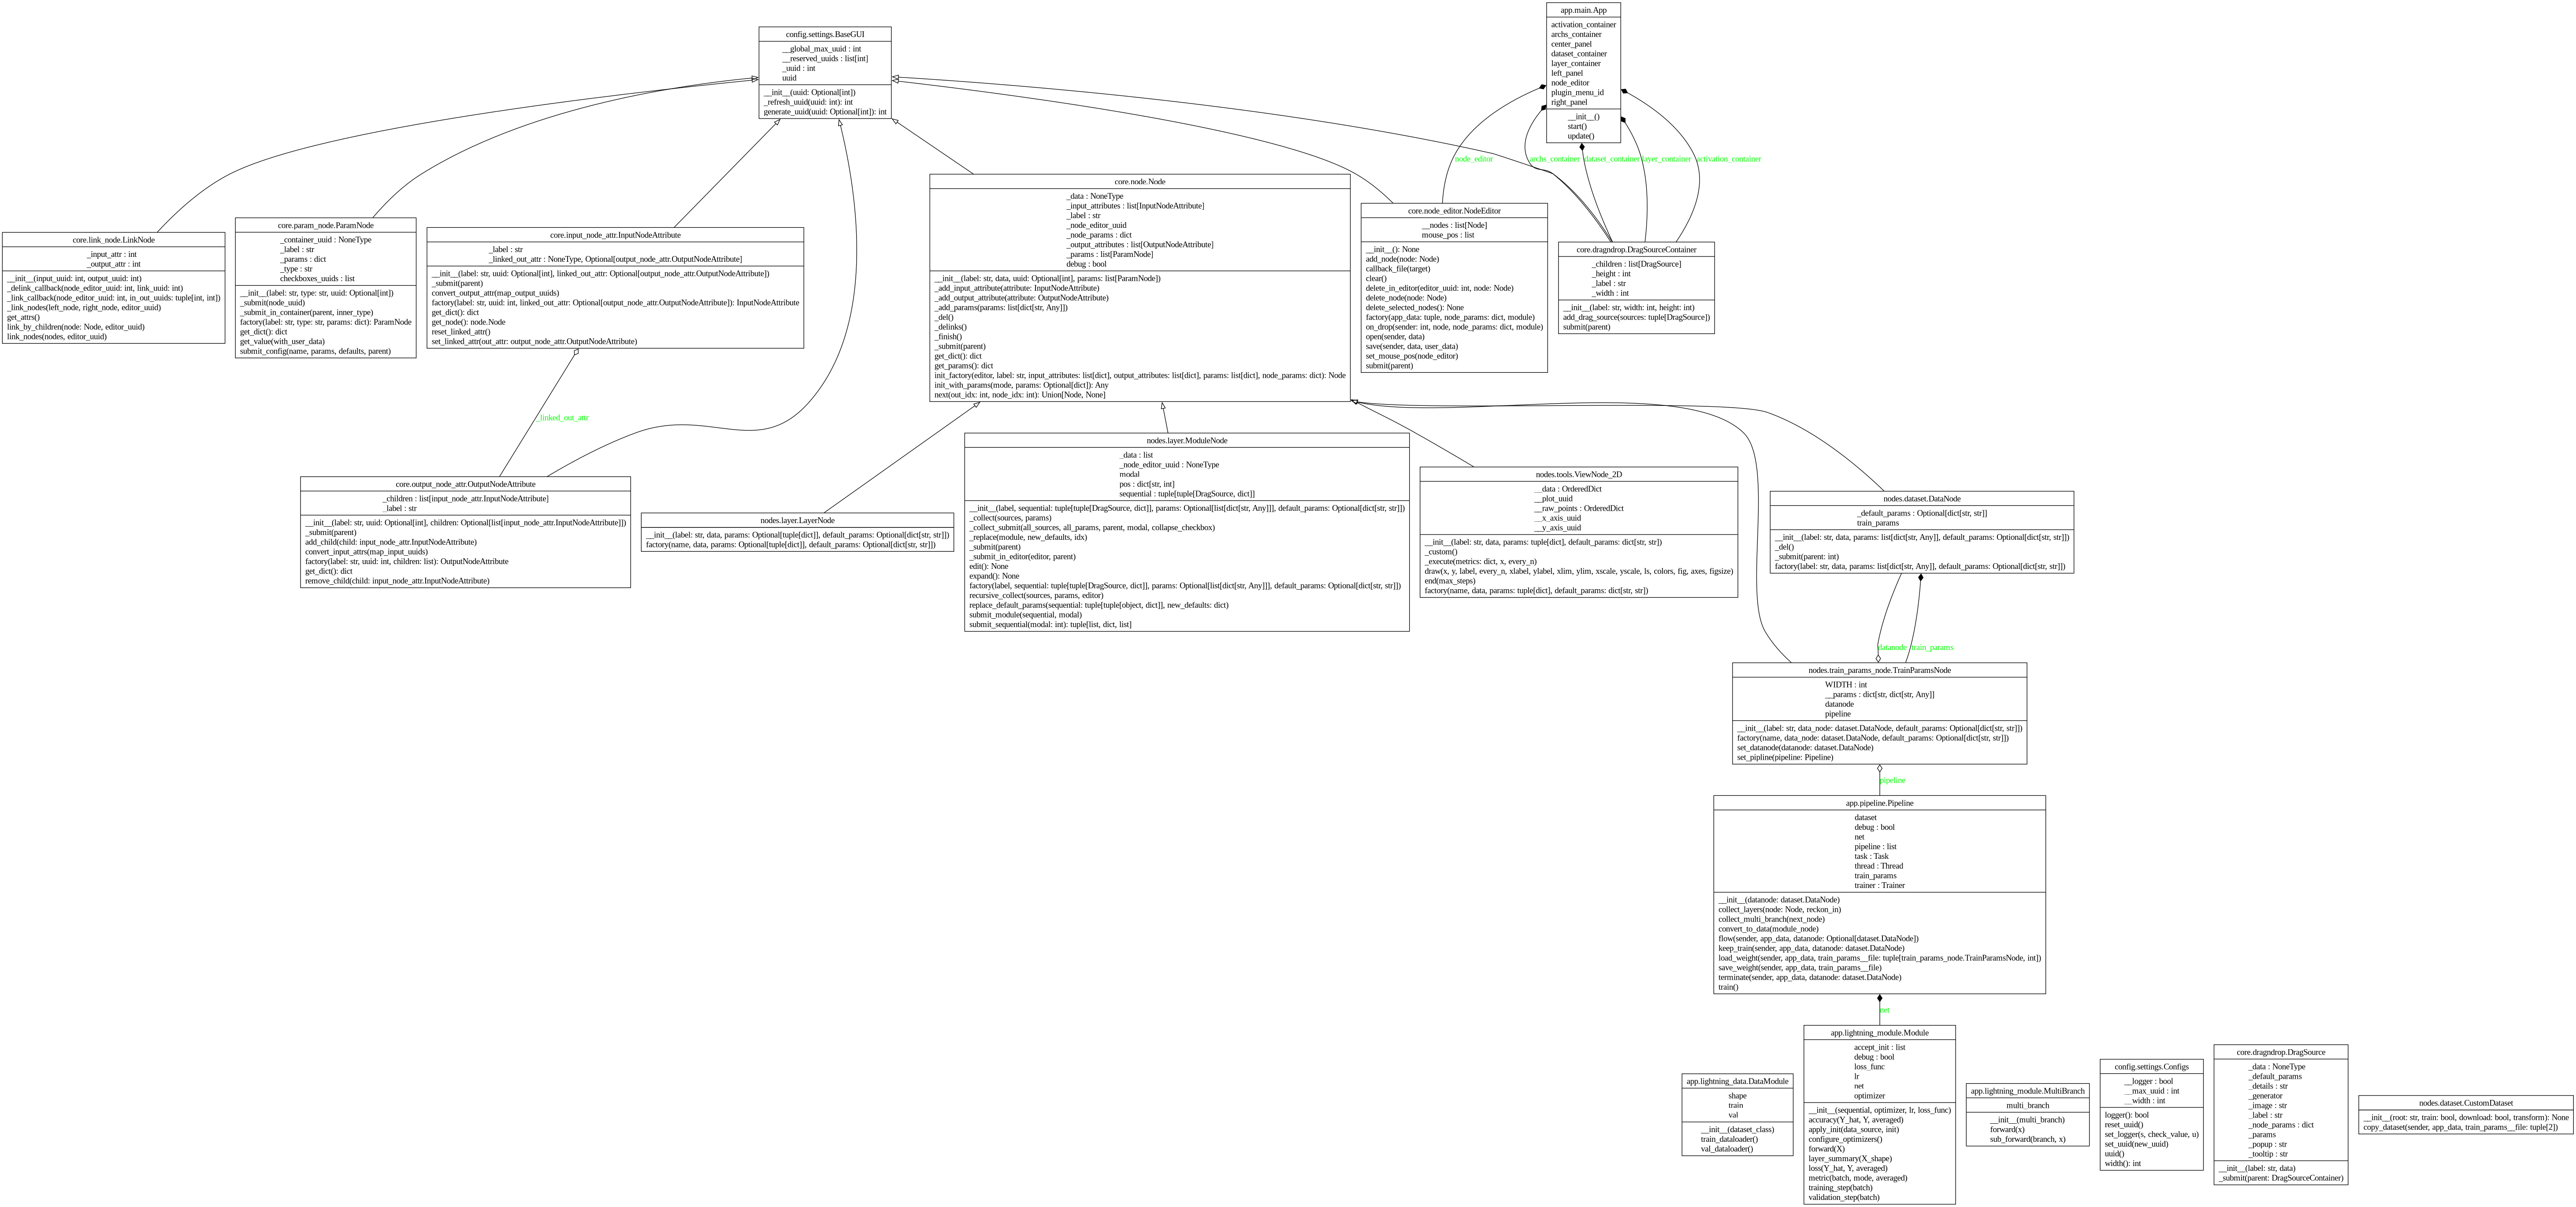 app.main.App
activation_container
archs_container
center_panel
dataset_container
layer_container
left_panel
node_editor
plugin_menu_id
right_panel
__init__()
start()
update()
config.settings.BaseGUI
__global_max_uuid : int
__reserved_uuids : list[int]
_uuid : int
uuid
__init__(uuid: Optional[int])
_refresh_uuid(uuid: int): int
generate_uuid(uuid: Optional[int]): int
node_editor
archs_container
dataset_container
layer_container
activation_container
core.link_node.LinkNode
_input_attr : int
_output_attr : int
__init__(input_uuid: int, output_uuid: int)
_delink_callback(node_editor_uuid: int, link_uuid: int)
_link_callback(node_editor_uuid: int, in_out_uuids: tuple[int, int])
_link_nodes(left_node, right_node, editor_uuid)
get_attrs()
link_by_children(node: Node, editor_uuid)
link_nodes(nodes, editor_uuid)
core.param_node.ParamNode
_container_uuid : NoneType
_label : str
_params : dict
_type : str
checkboxes_uuids : list
__init__(label: str, type: str, uuid: Optional[int])
_submit(node_uuid)
_submit_in_container(parent, inner_type)
factory(label: str, type: str, params: dict): ParamNode
get_dict(): dict
get_value(with_user_data)
submit_config(name, params, defaults, parent)
core.input_node_attr.InputNodeAttribute
_label : str
_linked_out_attr : NoneType, Optional[output_node_attr.OutputNodeAttribute]
__init__(label: str, uuid: Optional[int], linked_out_attr: Optional[output_node_attr.OutputNodeAttribute])
_submit(parent)
convert_output_attr(map_output_uuids)
factory(label: str, uuid: int, linked_out_attr: Optional[output_node_attr.OutputNodeAttribute]): InputNodeAttribute
get_dict(): dict
get_node(): node.Node
reset_linked_attr()
set_linked_attr(out_attr: output_node_attr.OutputNodeAttribute)
core.node.Node
_data : NoneType
_input_attributes : list[InputNodeAttribute]
_label : str
_node_editor_uuid
_node_params : dict
_output_attributes : list[OutputNodeAttribute]
_params : list[ParamNode]
debug : bool
__init__(label: str, data, uuid: Optional[int], params: list[ParamNode])
_add_input_attribute(attribute: InputNodeAttribute)
_add_output_attribute(attribute: OutputNodeAttribute)
_add_params(params: list[dict[str, Any]])
_del()
_delinks()
_finish()
_submit(parent)
get_dict(): dict
get_params(): dict
init_factory(editor, label: str, input_attributes: list[dict], output_attributes: list[dict], params: list[dict], node_params: dict): Node
init_with_params(mode, params: Optional[dict]): Any
next(out_idx: int, node_idx: int): Union[Node, None]
core.node_editor.NodeEditor
__nodes : list[Node]
mouse_pos : list
__init__(): None
add_node(node: Node)
callback_file(target)
clear()
delete_in_editor(editor_uuid: int, node: Node)
delete_node(node: Node)
delete_selected_nodes(): None
factory(app_data: tuple, node_params: dict, module)
on_drop(sender: int, node, node_params: dict, module)
open(sender, data)
save(sender, data, user_data)
set_mouse_pos(node_editor)
submit(parent)
core.dragndrop.DragSourceContainer
_children : list[DragSource]
_height : int
_label : str
_width : int
__init__(label: str, width: int, height: int)
add_drag_source(sources: tuple[DragSource])
submit(parent)
_linked_out_attr
core.output_node_attr.OutputNodeAttribute
_children : list[input_node_attr.InputNodeAttribute]
_label : str
__init__(label: str, uuid: Optional[int], children: Optional[list[input_node_attr.InputNodeAttribute]])
_submit(parent)
add_child(child: input_node_attr.InputNodeAttribute)
convert_input_attrs(map_input_uuids)
factory(label: str, uuid: int, children: list): OutputNodeAttribute
get_dict(): dict
remove_child(child: input_node_attr.InputNodeAttribute)
nodes.layer.LayerNode
__init__(label: str, data, params: Optional[tuple[dict]], default_params: Optional[dict[str, str]])
factory(name, data, params: Optional[tuple[dict]], default_params: Optional[dict[str, str]])
nodes.layer.ModuleNode
_data : list
_node_editor_uuid : NoneType
modal
pos : dict[str, int]
sequential : tuple[tuple[DragSource, dict]]
__init__(label, sequential: tuple[tuple[DragSource, dict]], params: Optional[list[dict[str, Any]]], default_params: Optional[dict[str, str]])
_collect(sources, params)
_collect_submit(all_sources, all_params, parent, modal, collapse_checkbox)
_replace(module, new_defaults, idx)
_submit(parent)
_submit_in_editor(editor, parent)
edit(): None
expand(): None
factory(label, sequential: tuple[tuple[DragSource, dict]], params: Optional[list[dict[str, Any]]], default_params: Optional[dict[str, str]])
recursive_collect(sources, params, editor)
replace_default_params(sequential: tuple[tuple[object, dict]], new_defaults: dict)
submit_module(sequential, modal)
submit_sequential(modal: int): tuple[list, dict, list]
nodes.tools.ViewNode_2D
__data : OrderedDict
__plot_uuid
__raw_points : OrderedDict
__x_axis_uuid
__y_axis_uuid
__init__(label: str, data, params: tuple[dict], default_params: dict[str, str])
_custom()
_execute(metrics: dict, x, every_n)
draw(x, y, label, every_n, xlabel, ylabel, xlim, ylim, xscale, yscale, ls, colors, fig, axes, figsize)
end(max_steps)
factory(name, data, params: tuple[dict], default_params: dict[str, str])
nodes.dataset.DataNode
_default_params : Optional[dict[str, str]]
train_params
__init__(label: str, data, params: list[dict[str, Any]], default_params: Optional[dict[str, str]])
_del()
_submit(parent: int)
factory(label: str, data, params: list[dict[str, Any]], default_params: Optional[dict[str, str]])
datanode
train_params
nodes.train_params_node.TrainParamsNode
WIDTH : int
__params : dict[str, dict[str, Any]]
datanode
pipeline
__init__(label: str, data_node: dataset.DataNode, default_params: Optional[dict[str, str]])
factory(name, data_node: dataset.DataNode, default_params: Optional[dict[str, str]])
set_datanode(datanode: dataset.DataNode)
set_pipline(pipeline: Pipeline)
pipeline
app.pipeline.Pipeline
dataset
debug : bool
net
pipeline : list
task : Task
thread : Thread
train_params
trainer : Trainer
__init__(datanode: dataset.DataNode)
collect_layers(node: Node, reckon_in)
collect_multi_branch(next_node)
convert_to_data(module_node)
flow(sender, app_data, datanode: Optional[dataset.DataNode])
keep_train(sender, app_data, datanode: dataset.DataNode)
load_weight(sender, app_data, train_params__file: tuple[train_params_node.TrainParamsNode, int])
save_weight(sender, app_data, train_params__file)
terminate(sender, app_data, datanode: dataset.DataNode)
train()
net
app.lightning_data.DataModule
shape
train
val
__init__(dataset_class)
train_dataloader()
val_dataloader()
app.lightning_module.Module
accept_init : list
debug : bool
loss_func
lr
net
optimizer
__init__(sequential, optimizer, lr, loss_func)
accuracy(Y_hat, Y, averaged)
apply_init(data_source, init)
configure_optimizers()
forward(X)
layer_summary(X_shape)
loss(Y_hat, Y, averaged)
metric(batch, mode, averaged)
training_step(batch)
validation_step(batch)
app.lightning_module.MultiBranch
multi_branch
__init__(multi_branch)
forward(x)
sub_forward(branch, x)
config.settings.Configs
__logger : bool
__max_uuid : int
__width : int
logger(): bool
reset_uuid()
set_logger(s, check_value, u)
set_uuid(new_uuid)
uuid()
width(): int
core.dragndrop.DragSource
_data : NoneType
_default_params
_details : str
_generator
_image : str
_label : str
_node_params : dict
_params
_popup : str
_tooltip : str
__init__(label: str, data)
_submit(parent: DragSourceContainer)
nodes.dataset.CustomDataset
__init__(root: str, train: bool, download: bool, transform): None
copy_dataset(sender, app_data, train_params__file: tuple[2])